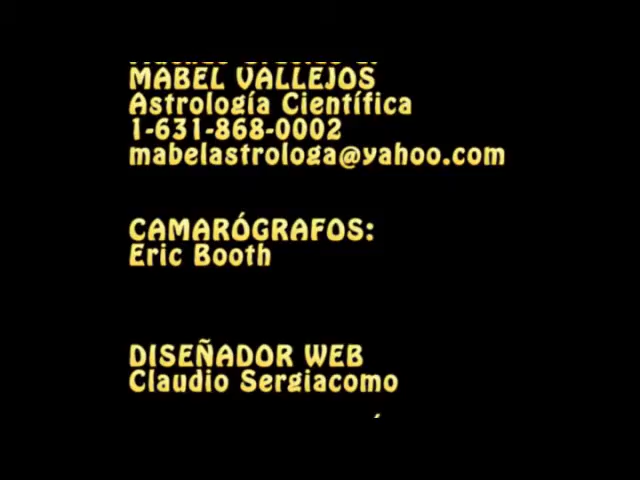 MABEL VALLEJOS
Astrología Científica
1-631-868-0002
mabelastrologa@yahoo.com
CAMARÓGRAFOS:
Eric Booth
DISEÑADOR WEB
Claudio Sergiacomo